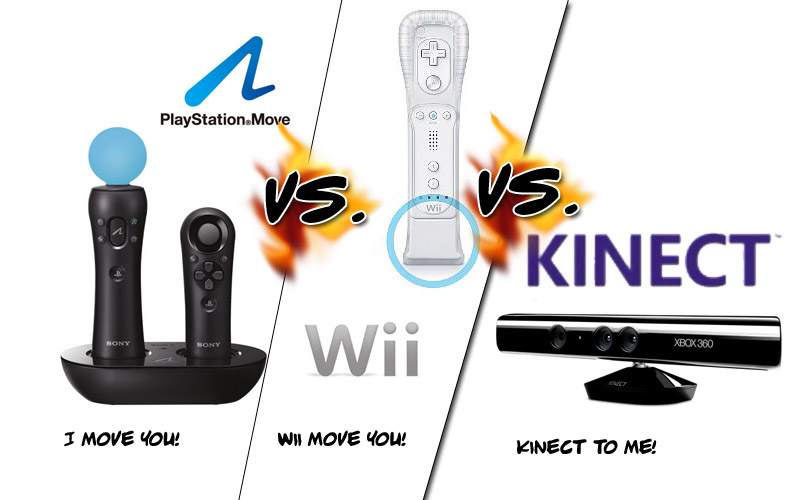 PlayStation®Move
SONY
SONY
I MOVE YOU!
VS.
Wii
Wii
WII MOVE YOU!
VS.
KINECT™
XBOX 360
KINECT
KINECT TO ME!